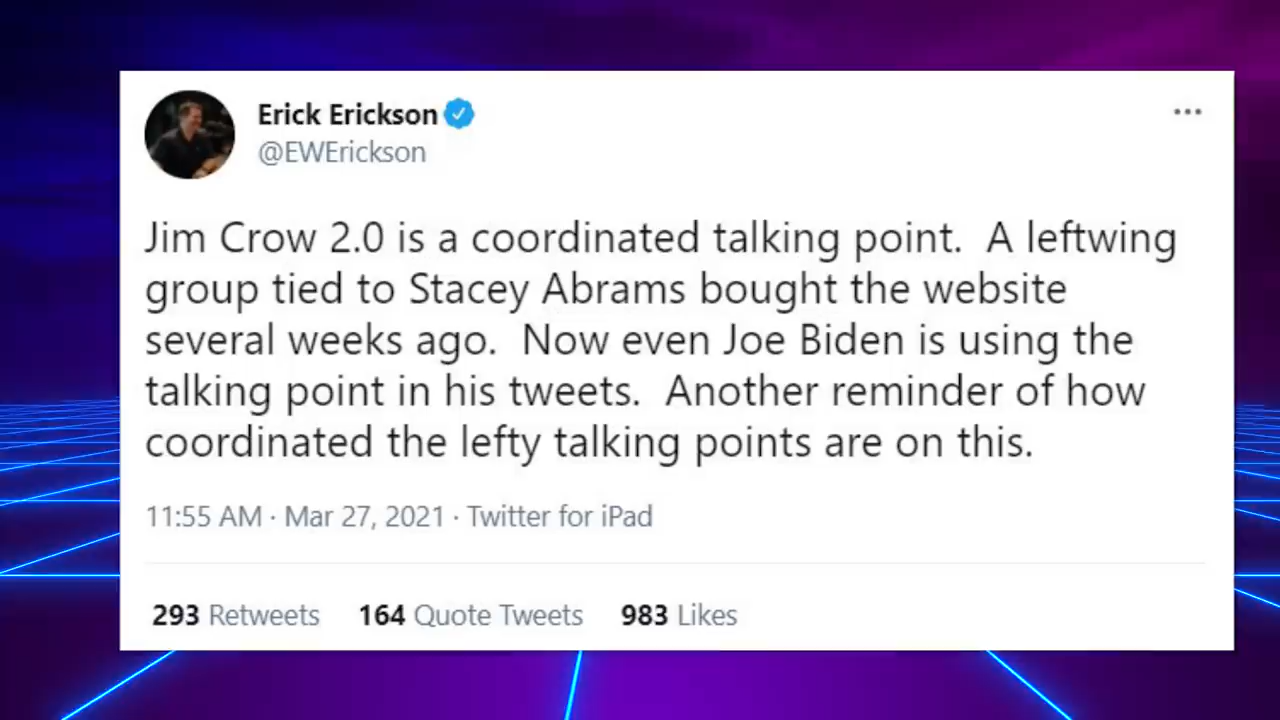 Erick Erickson
@EWErickson
Jim Crow 2.0 is a coordinated talking point.  A leftwing
group tied to Stacey Abrams bought the website
several weeks ago.  Now even Joe Biden is using the
talking point in his tweets.  Another reminder of how
coordinated the lefty talking points are on this.
11:55 AM · Mar 27, 2021 · Twitter for iPad
293 Retweets 164 Quote Tweets 983 Likes